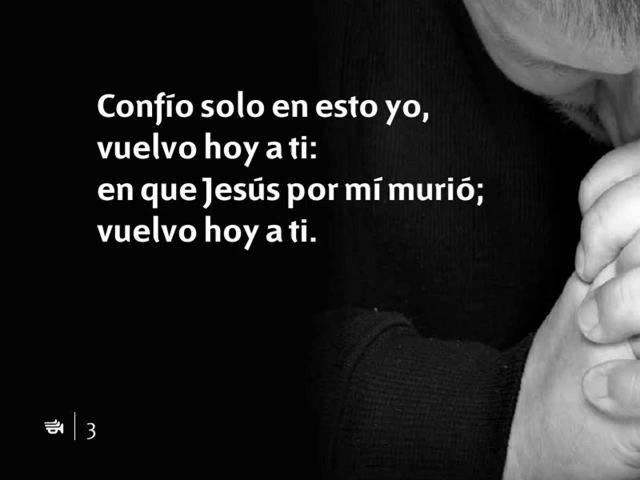 Confío solo en esto yo,
vuelvo hoy a ti:
en que Jesús por mí murió;
vuelvo hoy a ti.
3